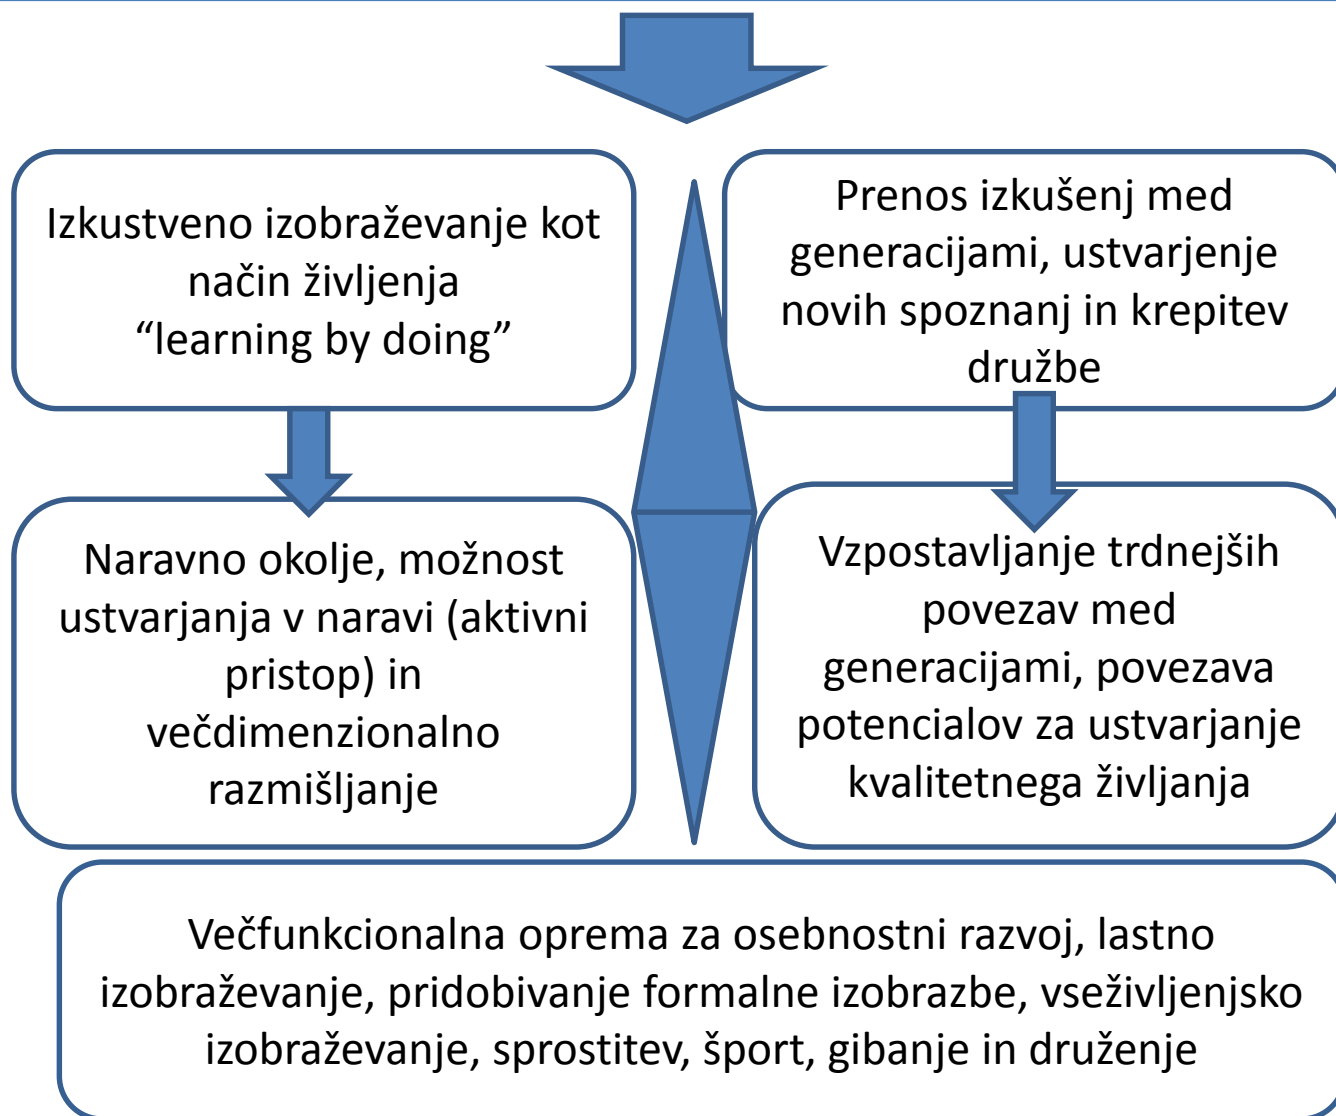 Izkustveno izobraževanje kot
način življenja
“learning by doing”
Prenos izkušenj med
generacijami, ustvarjenje
novih spoznanj in krepitev
družbe
Naravno okolje, možnost
ustvarjanja v naravi (aktivni
pristop) in
večdimenzionalno
razmišljanje
Vzpostavljanje trdnejših
povezav med
generacijami, povezava
potencialov za ustvarjanje
kvalitetnegaživljanja
Večfunkcionalna oprema za osebnostni razvoj, lastno
izobraževanje, pridobivanje formalne izobrazbe, vseživljenjsko
izobraževanje, sprostitev, šport, gibanje in druženje